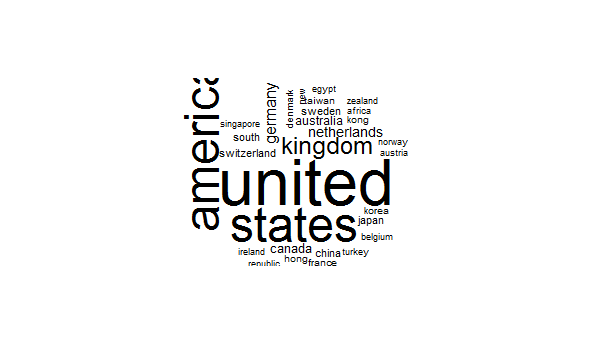 egypt
new
denmark
taiwan
zealand
germany
sweden
africa
america
singapore
australia
kong
netherlands
south
kingdom
norway
switzerland
austria
united
korea
states
japan
belgium
ireland
canada
china
turkey
republic
hong
france